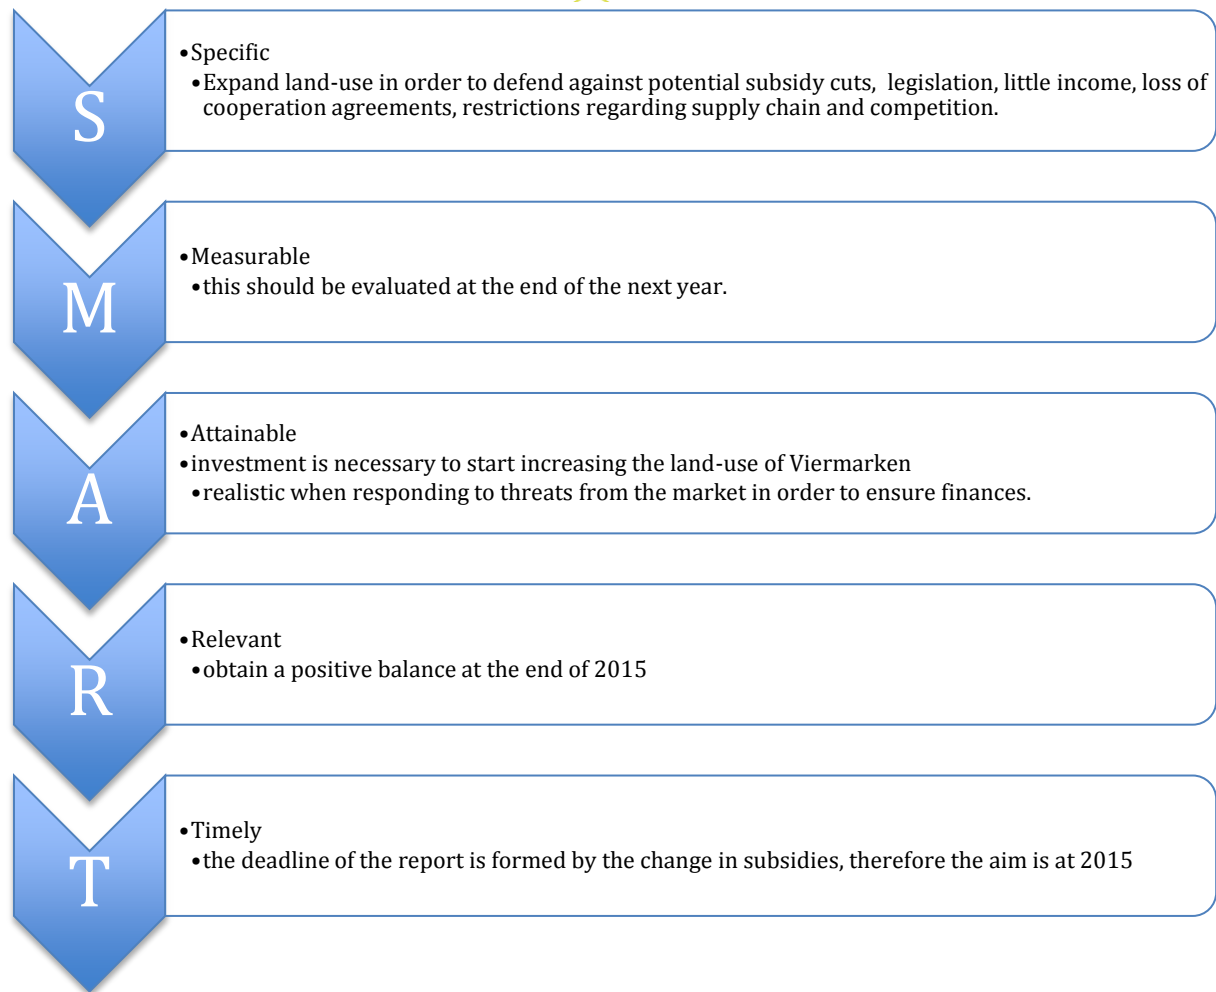 S
•Specific
•Expand land-use in order to defend against potential subsidy cuts,  legislation, little income, loss of
cooperation agreements, restrictions regarding supply chain and competition.
M
•Measurable
•this should be evaluated at the end of the next year.
A
•Attainable
•investment is necessary to start increasing the land-use of Viermarken
•realistic when responding to threats from the market in order to ensure finances.
R
•Relevant
•obtain a positive balance at the end of 2015
T
•Timely
•the deadline of the report is formed by the change in subsidies, therefore the aim is at 2015